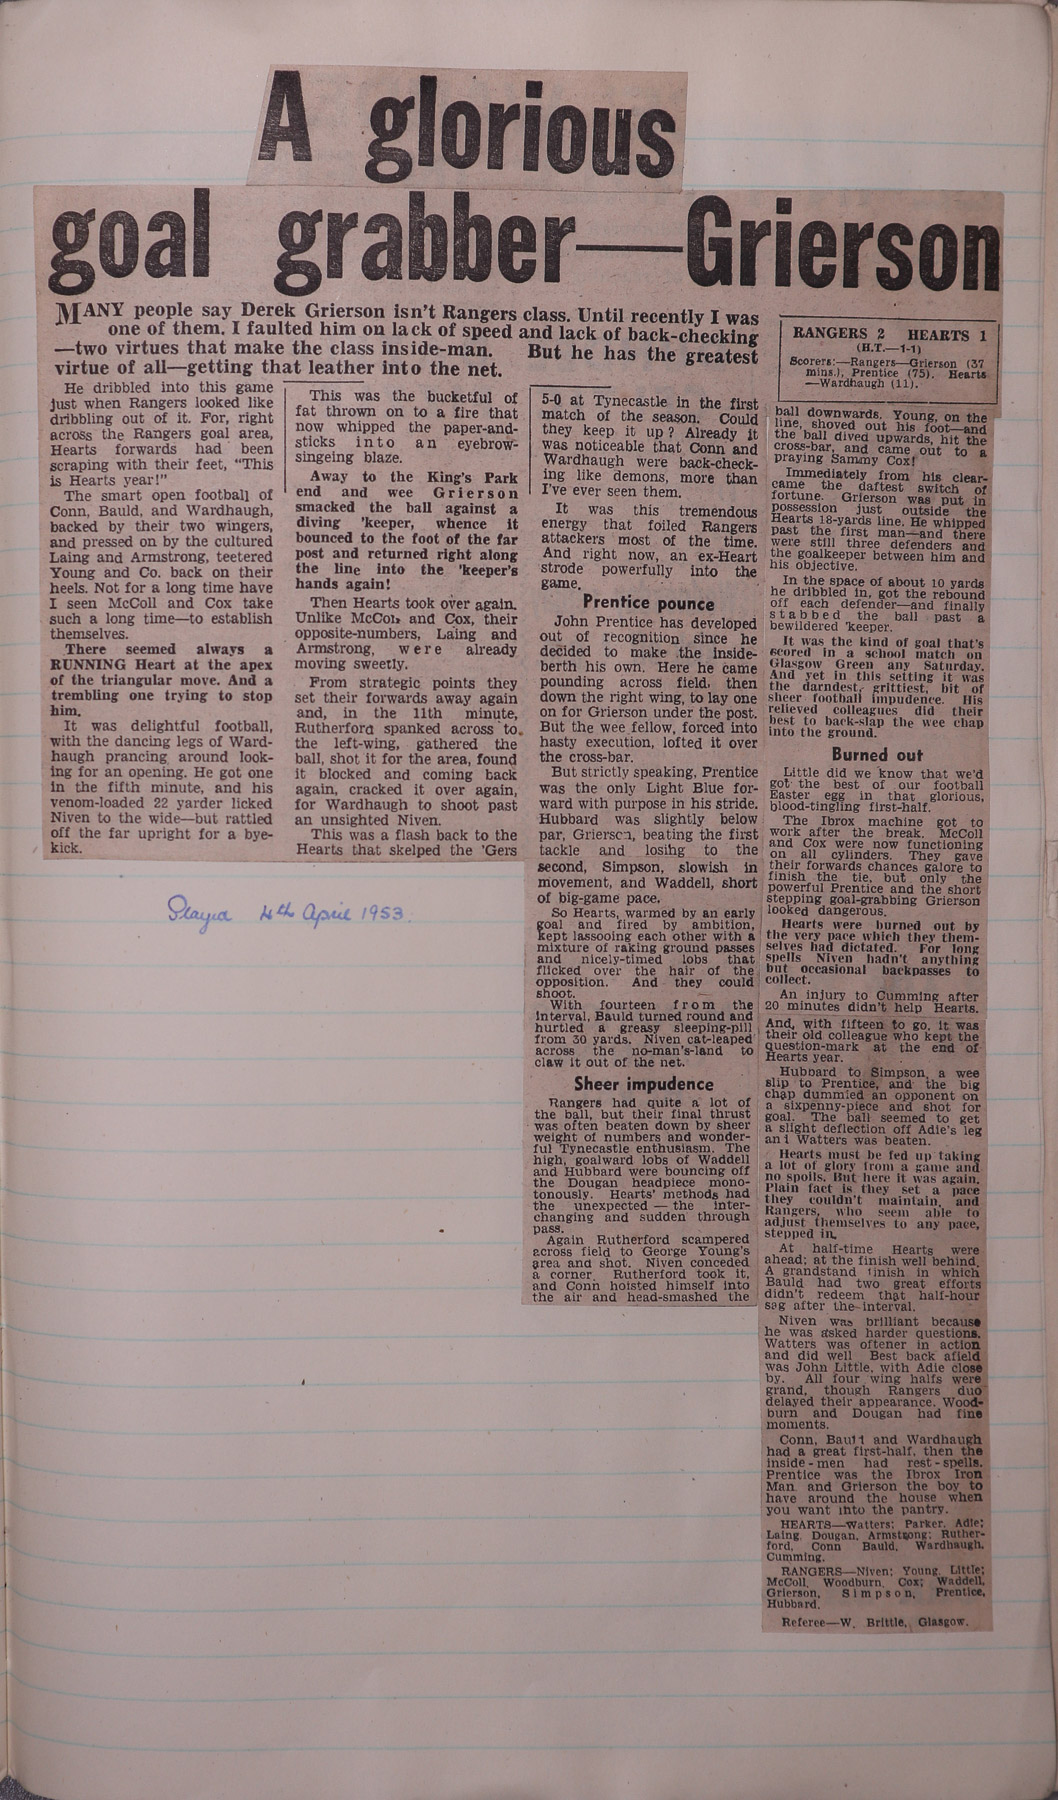 A glorious
goal grabber—Grierson
MANY people say Derek Grierson isn't Rangers class. Until recently I was
one of them. I faulted him on lack of speed and lack of back-checking
—two virtues that make the class inside-man. But he has the greatest
virtue of all—getting that leather into the net.
He dribbled into this game
just when Rangers looked like
dribbling out of it. For, right
across the Rangers goal area,
Hearts forwards had been
scraping with their feet, "This
is Hearts year!"
The smart open football of
Conn, Bauld, and Wardhaugh,
backed by their two wingers,
and pressed on by the cultured
Laing and Armstrong, teetered
Young and Co. back on their
heels. Not for a long time have
I seen McColl and Cox take
such a long time—to establish
themselves.
There seemed always a
RUNNING Heart at the apex
of the triangular move. And a
trembling one trying to stop
him.
It was delightful football,
with the dancing legs of Ward-
haugh prancing around look-
ing for an opening. He got one
in the fifth minute, and his
venom-loaded 22 yarder licked
Niven to the wide—but rattled
off the far upright for a bye-
kick.
This was the bucketful of
fat thrown on to a fire that
now whipped the paper-and-
sticks into an eyebrow-
singeing blaze.
Away to the King's Park
end and wee Grierson
smacked the ball against a
diving 'keeper, whence it
bounced to the foot of the far
post and returned right along
the line into the 'keeper's
hands again!
Then Hearts took over again.
Unlike McColl and Cox, their
opposite-numbers, Laing and
Armstrong, were already
moving sweetly.
From strategic points they
set their forwards away again
and, in the 11th minute,
Rutherford spanked across to
the left-wing, gathered the
ball, shot it for the area, found
it blocked and coming back
again, cracked it over again,
for Wardhaugh to shoot past
an unsighted Niven.
This was a flash back to the
Hearts that skelped the 'Gers
5-0 at Tynecastle in the first
match of the season. Could
they keep it up? Already it
was noticeable that Conn and
Wardhaugh were back-check-
ing like demons, more than
I've ever seen them.
It was this tremendous
energy that foiled Rangers
attackers most of the time.
And right now, an ex-Heart
strode powerfully into the
game.
Prentice pounce
John Prentice has developed
out of recognition since he
decided to make the inside-
berth his own. Here he came
pounding across field, then
down the right wing, to lay one
on for Grierson under the post.
But the wee fellow, forced into
hasty execution, lofted it over
the cross-bar.
But strictly speaking, Prentice
was the only Light Blue for-
ward with purpose in his stride.
Hubbard was slightly below
par, Grierson, beating the first
tackle and losihg to the
second, Simpson, slowish in
movement, and Waddell, short
of big-game pace.
So Hearts, warmed by an early
goal and fired by ambition,
kept lassooing each other with a
mixture of raking ground passes
and nicely-timed lobs that
flicked over the hair of the
opposition. And they could
shoot.
With fourteen from the
interval, Bauld turned round and
hurtled a greasy sleeping-pill
from 30 yards. Niven cat-leaped
across the no-man's-land to
claw it out of the net.
Sheer impudence
Rangers had quite a lot of
the ball, but their final thrust
was often beaten down by sheer
weight of numbers and wonder-
ful Tynecastle enthusiasm. The
high, goalward lobs of Waddell
and Hubbard were bouncing off
the Dougan headpiece mono-
tonously. Hearts' methods had
the unexpected — the inter-
changing and sudden through
pass.
Again Rutherford scampered
across field to George Young's
area and shot. Niven conceded
a corner. Rutherford took it,
and Conn hoisted himself into
the air and head-smashed the
RANGERS 2 HEARTS 1
(H.T.—1-1)
Scorers:—Rangers—Grierson (37
mins.), Prentice (75). Hearts
—Wardhaugh (11).
ball downwards. Young, on the
line, shoved out his foot—and
the ball dived upwards, hit the
cross-bar, and came out to a
praying Sammy Cox!
Immediately from his clear-
came the daftest switch of
fortune. Grierson was put in
possession just outside the
Hearts 18-yards line. He whipped
past the first man—and there
were still three defenders and
the goalkeeper between him and
his objective.
In the space of about 10 yards
he dribbled in, got the rebound
off each defender—and finally
stabbed the ball past a
bewildered 'keeper.
It was the kind of goal that's
scored in a school match on
Glasgow Green any Saturday.
And yet in this setting it was
the darndest, grittiest, bit of
sheer football impudence. His
relieved colleagues did their
best to back-slap the wee chap
into the ground.
Burned out
Little did we know that we'd
got the best of our football
Easter egg in that glorious,
blood-tingling first-half.
The Ibrox machine got to
work after the break. McColl
and Cox were now functioning
on all cylinders. They gave
their forwards chances galore to
finish the tie, but only the
powerful Prentice and the short
stepping goal-grabbing Grierson
looked dangerous.
Hearts were burned out by
the very pace which they them-
selves had dictated. For long
spells Niven hadn't anything
but occasional backpasses to
collect.
An injury to Cumming after
20 minutes didn't help Hearts.
And, with fifteen to go, it was
their old colleague who kept the
question-mark at the end of
Hearts year.
Hubbard to Simpson, a wee
slip to Prentice, and the big
chap dummied an opponent on
a sixpenny-piece and shot for
goal. The ball seemed to get
a slight deflection off Adie's leg
and Watters was beaten.
Hearts must be fed up taking
a lot of glory from a game and
no spoils. But here it was again.
Plain fact is they set a pace
they couldn't maintain, and
Rangers, who seem able to
adjust themselves to any pace,
stepped in.
At half-time Hearts were
ahead; at the finish well behind.
A grandstand finish in which
Bauld had two great efforts
didn't redeem that half-hour
sag after the interval.
Niven was brilliant because
he was asked harder questions.
Watters was oftener in action
and did well. Best back afield
was John Little, with Adie close
by. All four wing halfs were
grand, though Rangers duo
delayed their appearance. Wood-
burn and Dougan had fine
moments.
Conn, Bauld and Wardhaugh
had a great first-half, then the
inside-men had rest-spells.
Prentice was the Ibrox Iron
Man and Grierson the boy to
have around the house when
you want into the pantry.
HEARTS—Watters; Parker, Adie;
Laing, Dougan, Armstrong; Ruther-
ford, Conn Bauld, Wardhaugh,
Cumming.
RANGERS—Niven; Young, Little;
McColl, Woodburn, Cox; Waddell,
Grierson, Simpson, Prentice,
Hubbard.
Referee—W. Brittle, Glasgow.
Played 4th April 1953.